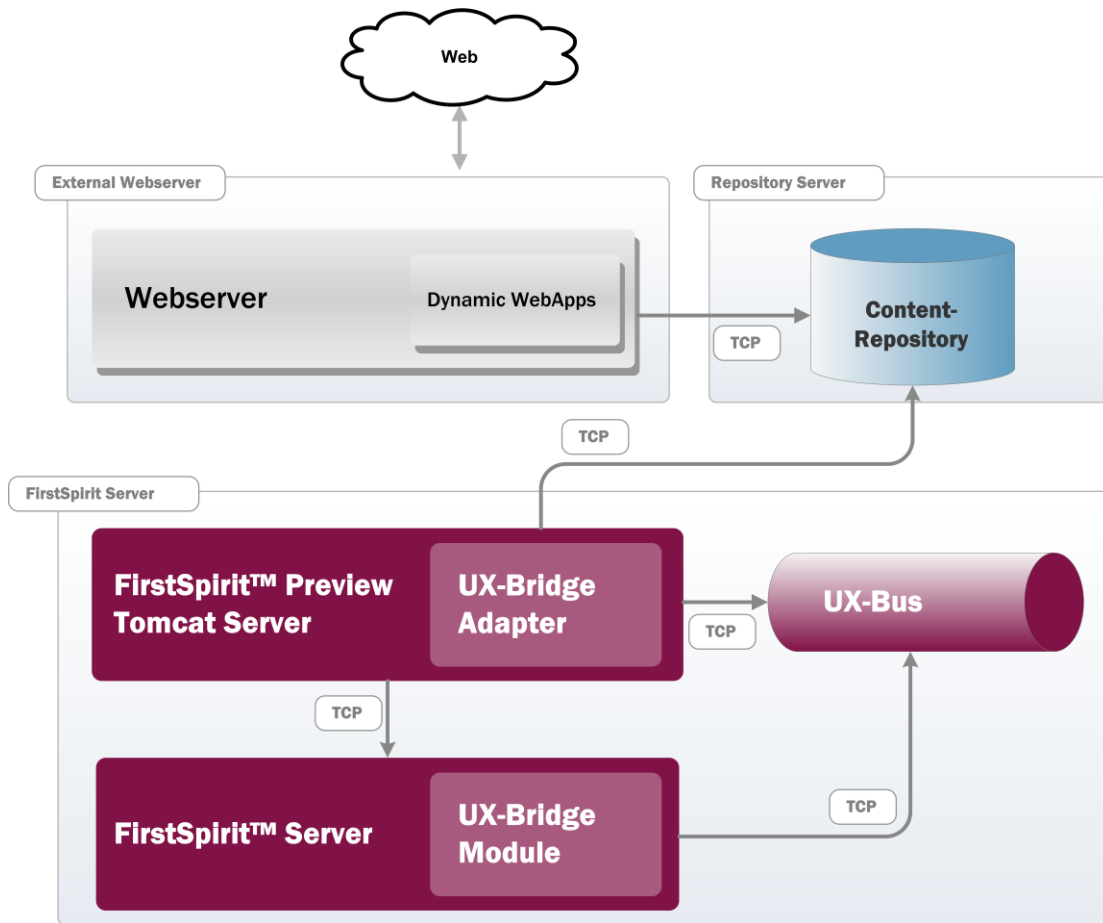 Web
External Webserver
Repository Server
Webserver
Dynamic WebApps
Content-
Repository
TCP
TCP
FirstSpirit Server
FirstSpirit™ Preview
Tomcat Server
UX-Bridge
Adapter
UX-Bus
TCP
TCP
FirstSpirit™ Server
UX-Bridge
Module
TCP